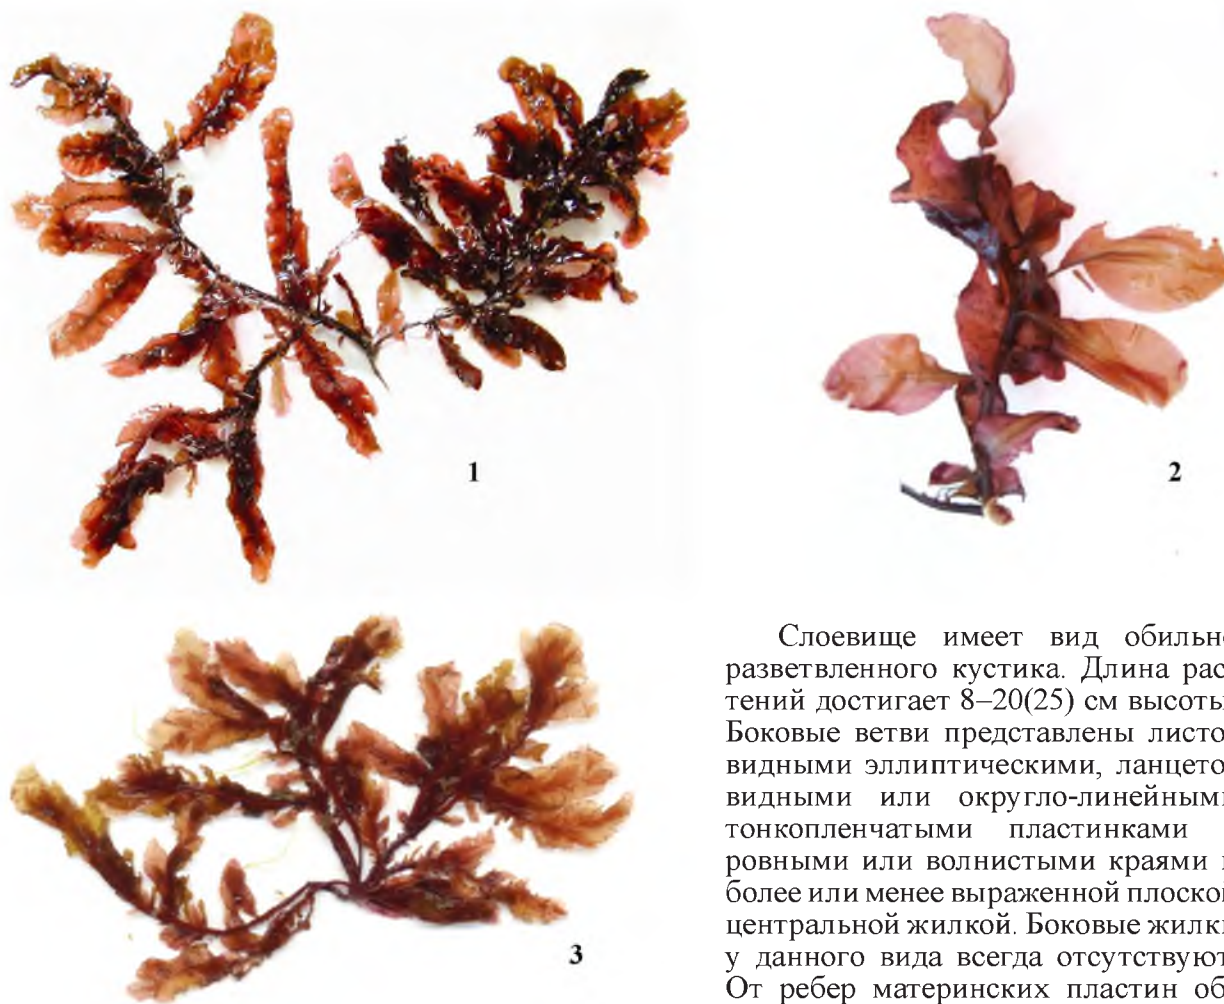 1
2
3
Слоевище имеет вид обильно
разветвленного кустика. Длина рас
тений достигает 8–20(25) см высоты
Боковые ветви представлены листо
видными эллиптическими, ланцето
видными или округло-линейными
тонкопленчатыми пластинками
ровными или волнистыми краями
более или менее выраженной плоской
центральной жилкой. Боковые жилки
у данного вида всегда отсутствуют
От ребер материнских пластин об